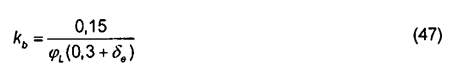 k_b = 0,15 / φ_L(0,3 + δ_e) (47)